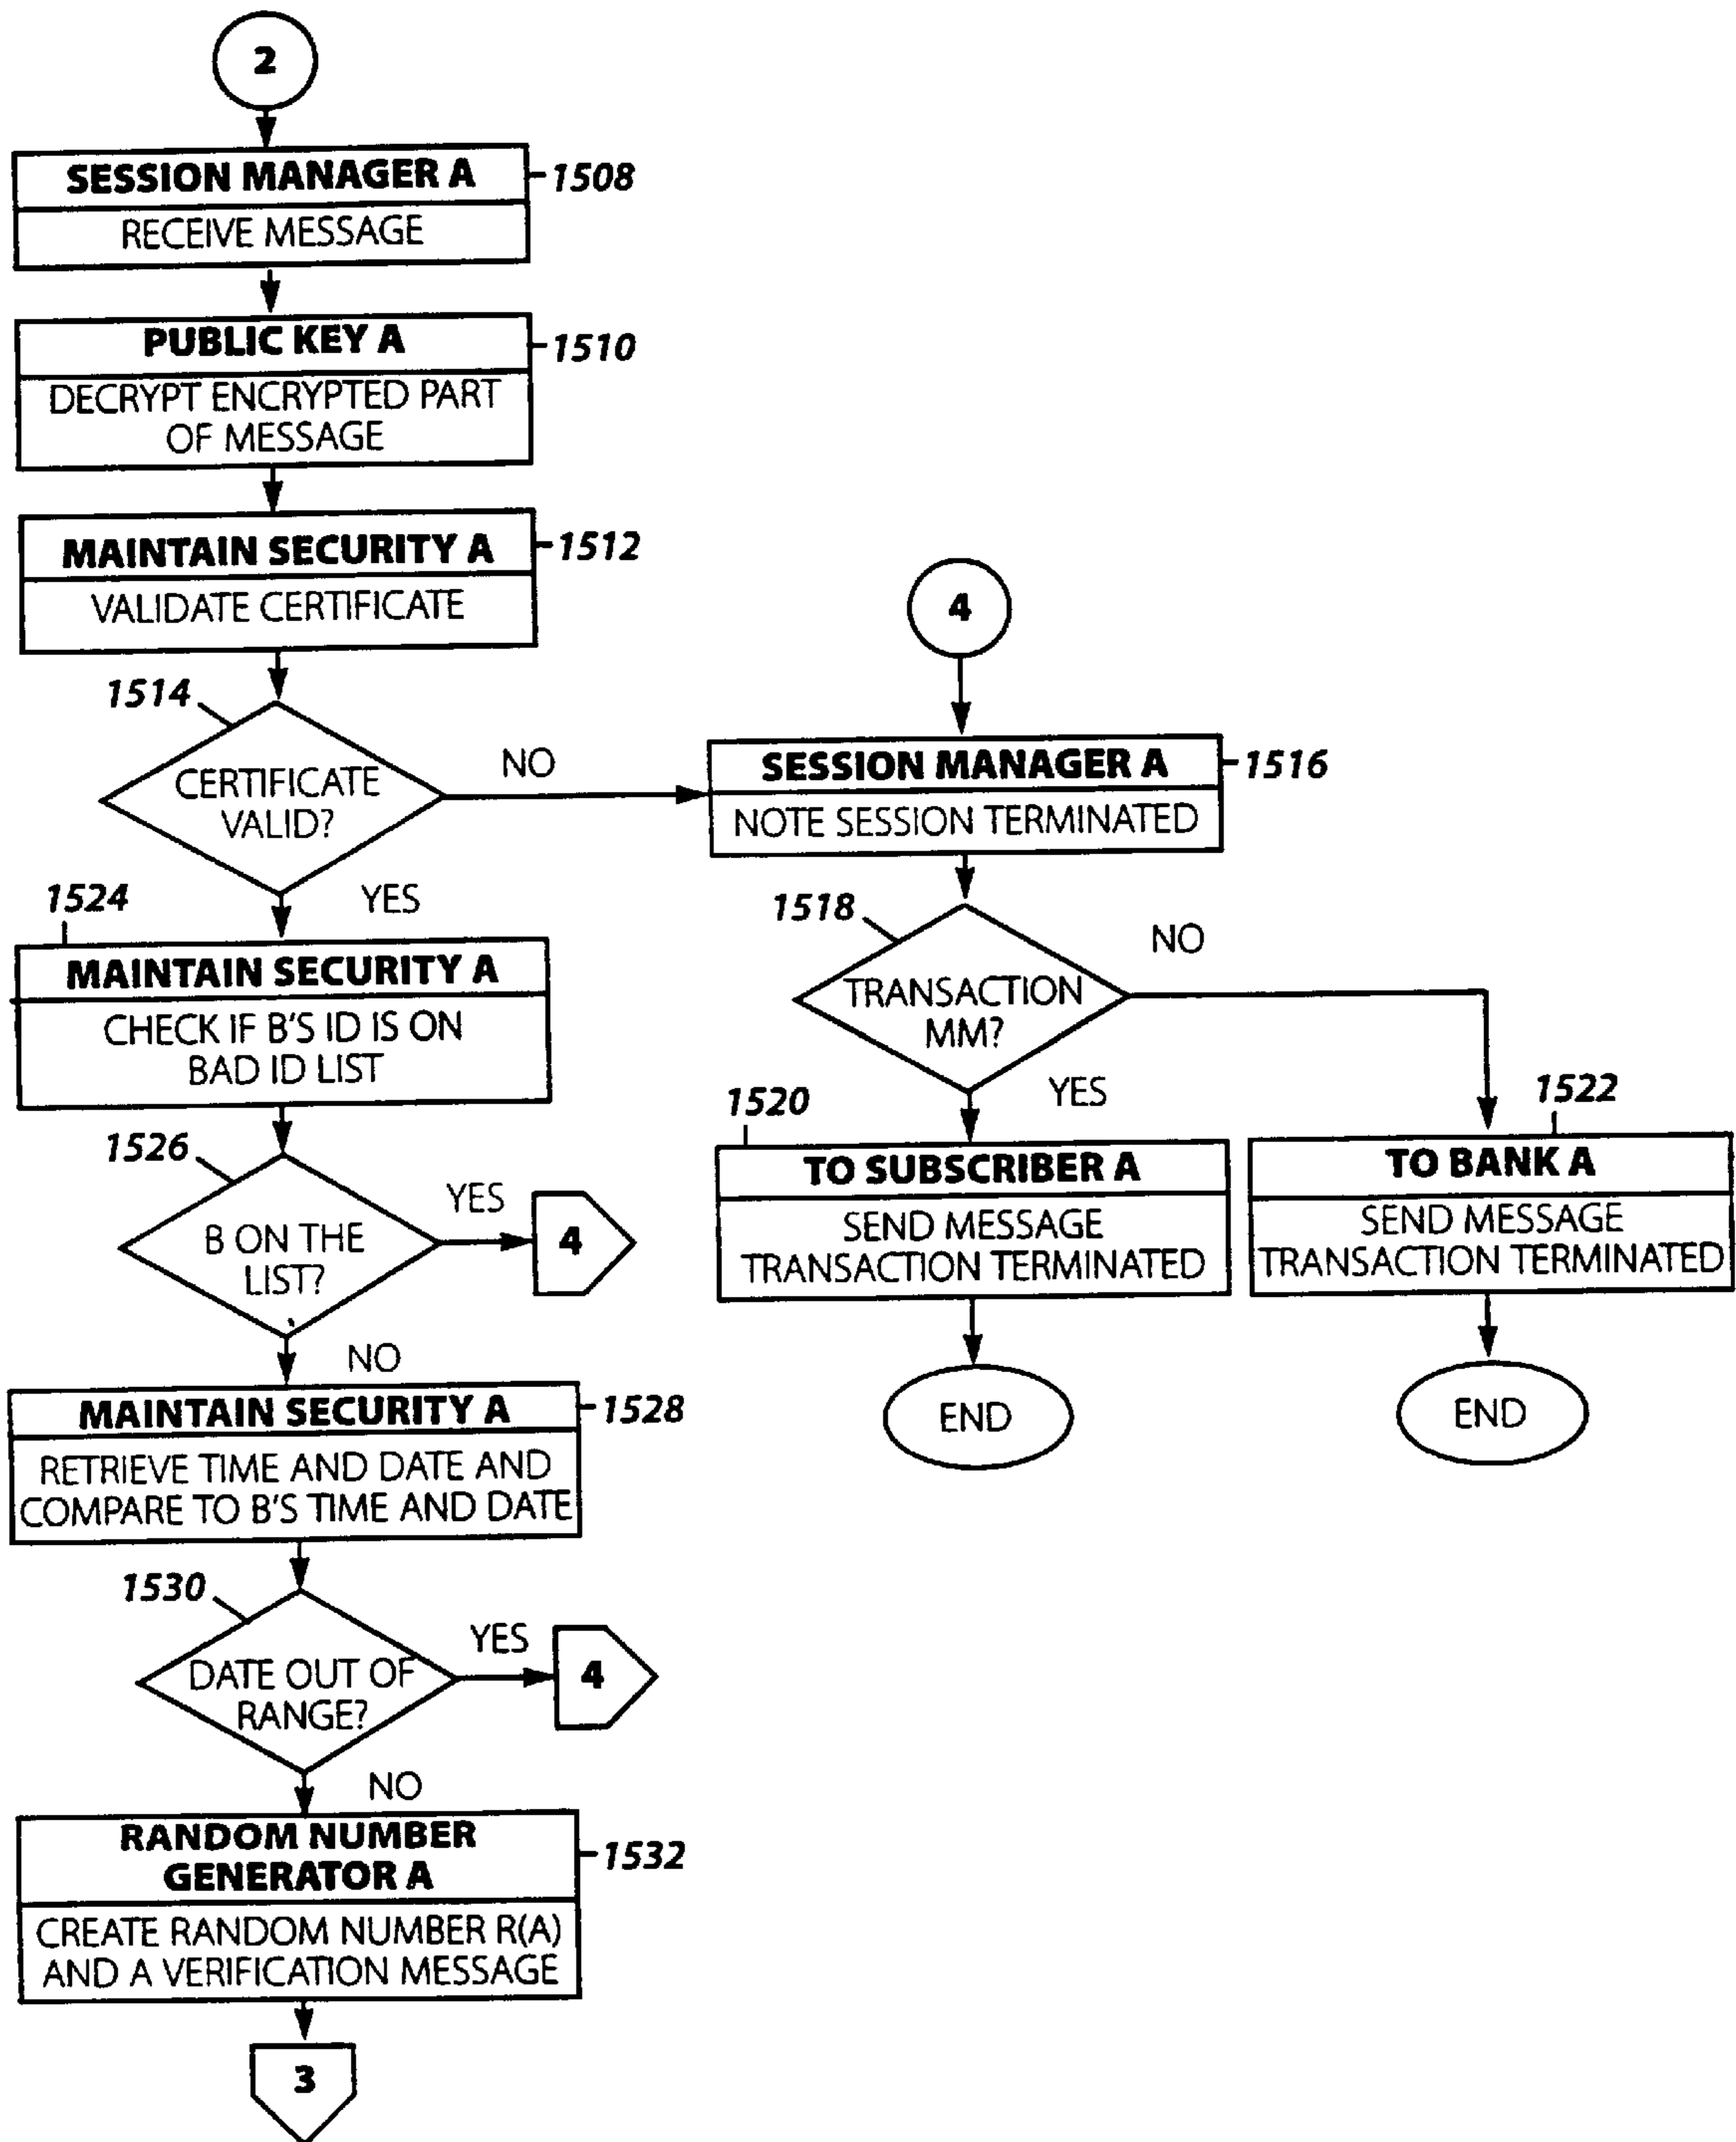 2
SESSION MANAGER A
1508
RECEIVE MESSAGE
PUBLIC KEY A
1510
DECRYPT ENCRYPTED PART
OF MESSAGE
MAINTAIN SECURITY A
1512
VALIDATE CERTIFICATE
1514
CERTIFICATE
VALID?
NO
YES
4
SESSION MANAGER A
1516
NOTE SESSION TERMINATED
1518
TRANSACTION
MM?
NO
YES
1520
TO SUBSCRIBER A
SEND MESSAGE
TRANSACTION TERMINATED
END
1522
TO BANK A
SEND MESSAGE
TRANSACTION TERMINATED
END
1524
MAINTAIN SECURITY A
CHECK IF B'S ID IS ON
BAD ID LIST
1526
B ON THE
LIST?
YES
4
NO
MAINTAIN SECURITY A
1528
RETRIEVE TIME AND DATE AND
COMPARE TO B'S TIME AND DATE
1530
DATE OUT OF
RANGE?
YES
4
NO
RANDOM NUMBER
GENERATOR A
1532
CREATE RANDOM NUMBER R(A)
AND A VERIFICATION MESSAGE
3